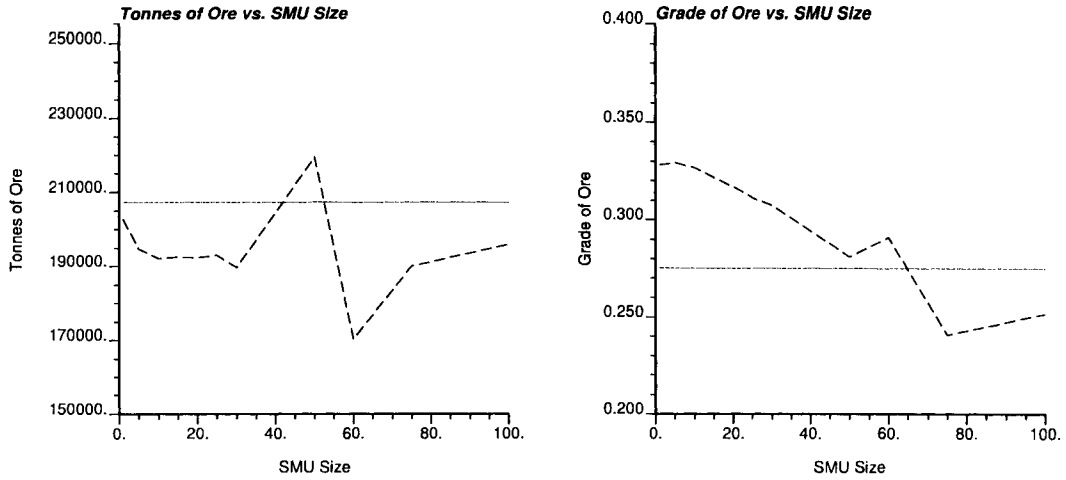 Tonnes of Ore vs. SMU Size
250000.
230000.
210000.
190000.
170000.
150000.
Tonnes of Ore
0. 20. 40. 60. 80. 100.
SMU Size
Grade of Ore vs. SMU Size
0.400
0.350
0.300
0.250
0.200
Grade of Ore
0. 20. 40. 60. 80. 100.
SMU Size